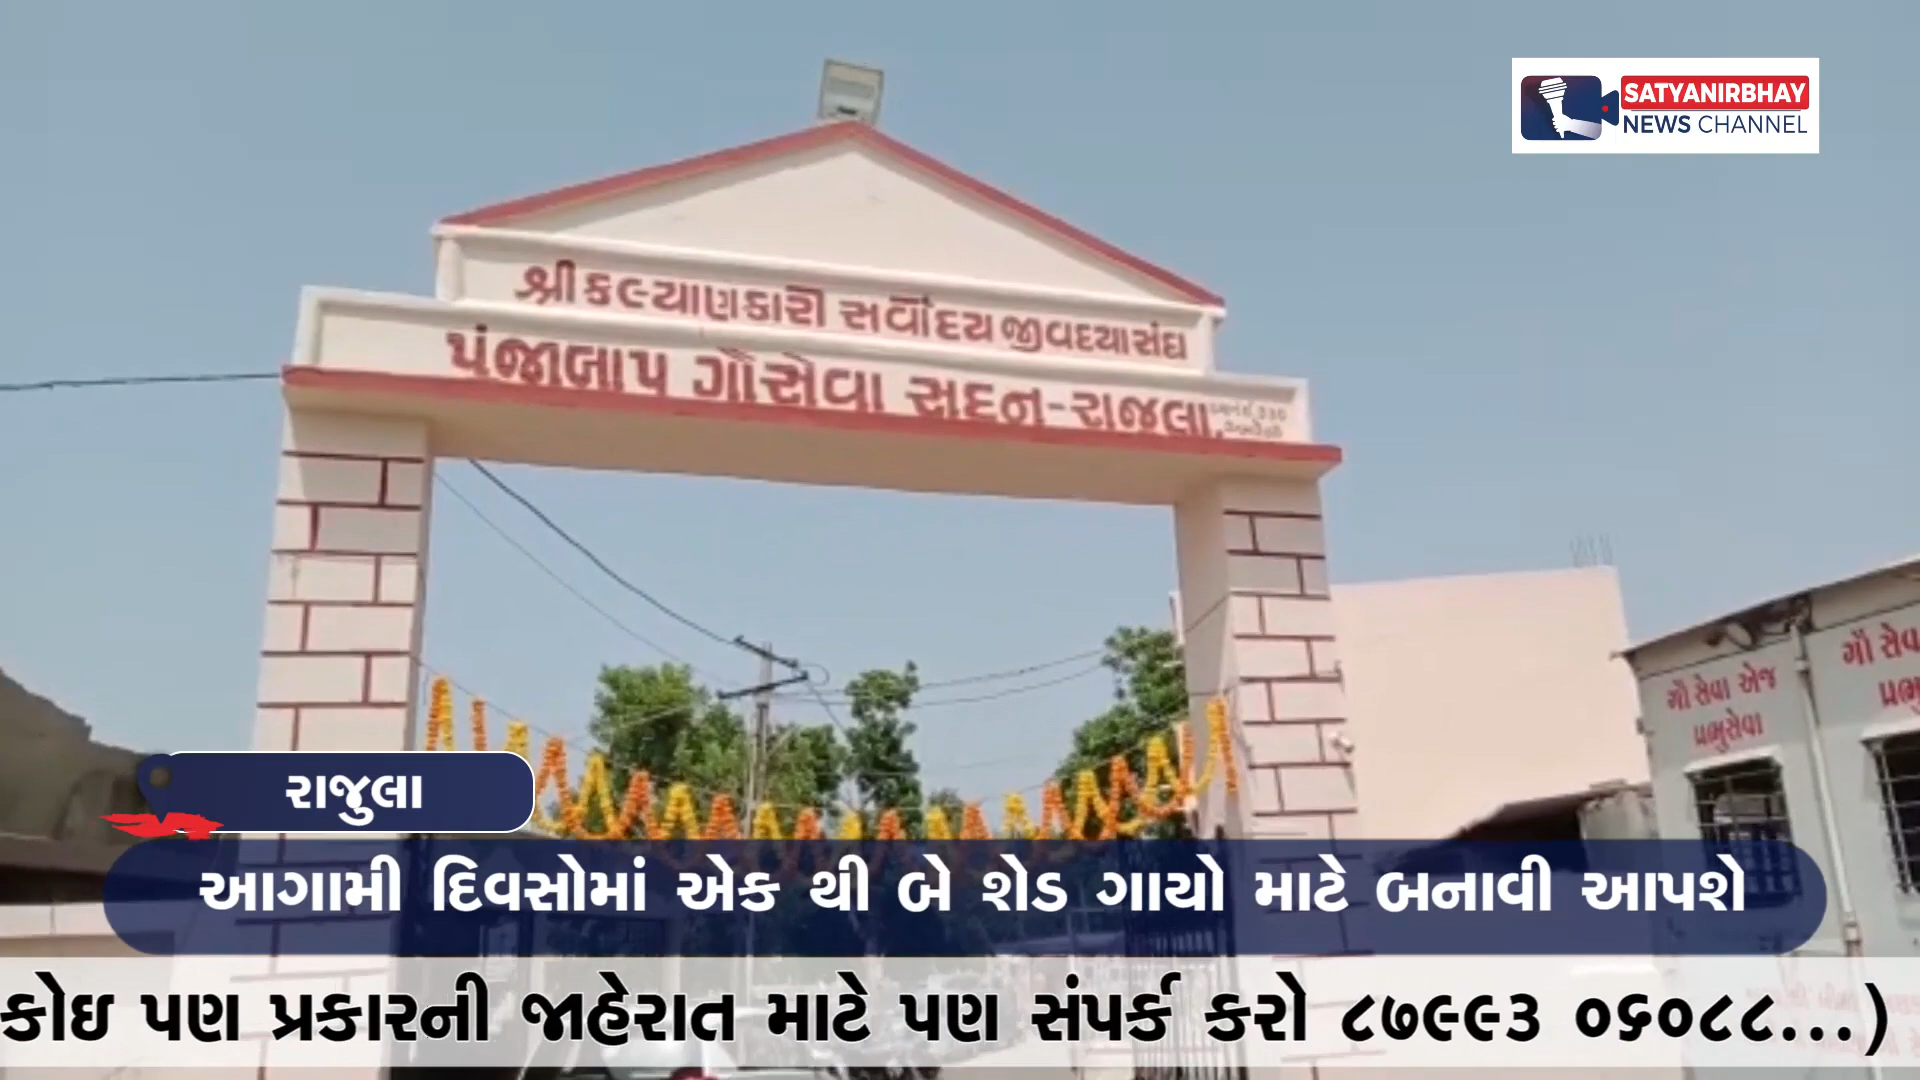 SATYANIRBHAY
NEWS CHANNEL
શ્રી કલ્યાણકારી સર્વોદય જીવદયા સંઘ
પંજાબાપ ગૌસેવા સદન-રાજુલા.
ગૌ સેવા એજ
પ્રભુસેવા
ગૌ સેવ
પ્રભુ
રાજુલા
આગામી દિવસોમાં એક થી બે શેડ ગાયો માટે બનાવી આપશે
કોઇ પણ પ્રકારની જાહેરાત માટે પણ સંપર્ક કરો ૮૭૯૯૩ ૦૬૦૮૮...)